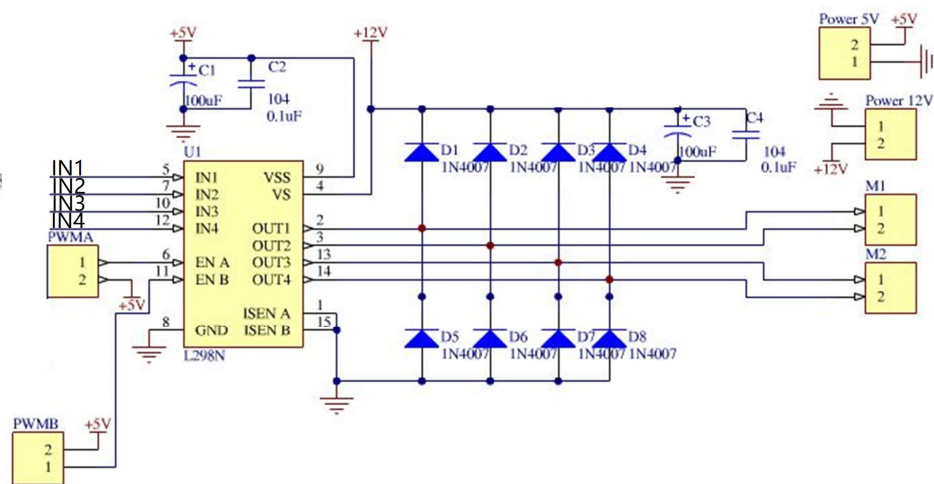 Power 5V
+5V
2
1
+5V
+12V
+ C1
100uF
C2
104
0.1uF
Power 12V
1
2
+12V
+ C3
100uF
C4
104
0.1uF
D1
1N4007
D2
1N4007
D3
1N4007
D4
1N4007
U1
IN1
IN2
IN3
IN4
5
7
10
12
IN1
IN2
IN3
IN4
VSS
VS
9
4
OUT1
OUT2
OUT3
OUT4
2
3
13
14
M1
1
2
M2
1
2
PWMA
1
2
+5V
6
11
EN A
EN B
ISEN A
ISEN B
1
15
8
GND
L298N
D5
1N4007
D6
1N4007
D7
1N4007
D8
1N4007
PWMB
+5V
2
1